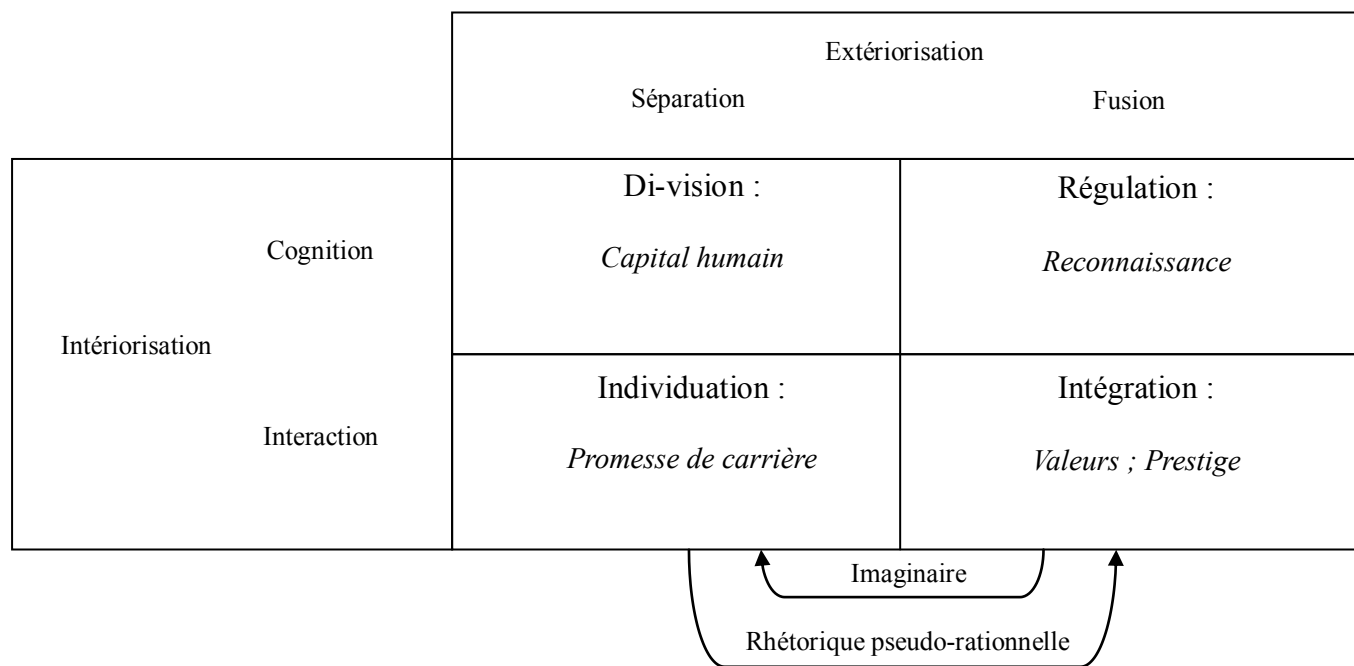 Extériorisation
Séparation
Fusion
Di-vision :
Régulation :
Cognition
Capital humain
Reconnaissance
Intériorisation
Individuation :
Intégration :
Interaction
Promesse de carrière
Valeurs ; Prestige
Imaginaire
Rhétorique pseudo-rationnelle